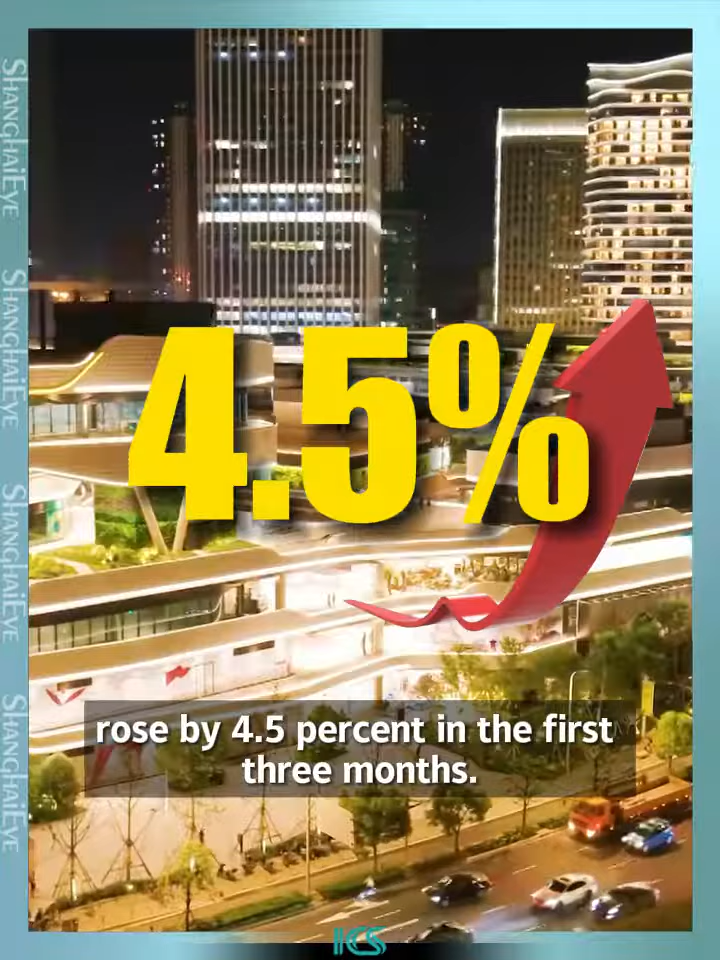 SHANGHAIEYE
SHANGHAIEYE
SHANGHAIEYE
SHANGHAIEYE
4.5%
rose by 4.5 percent in the first
three months.
ICS